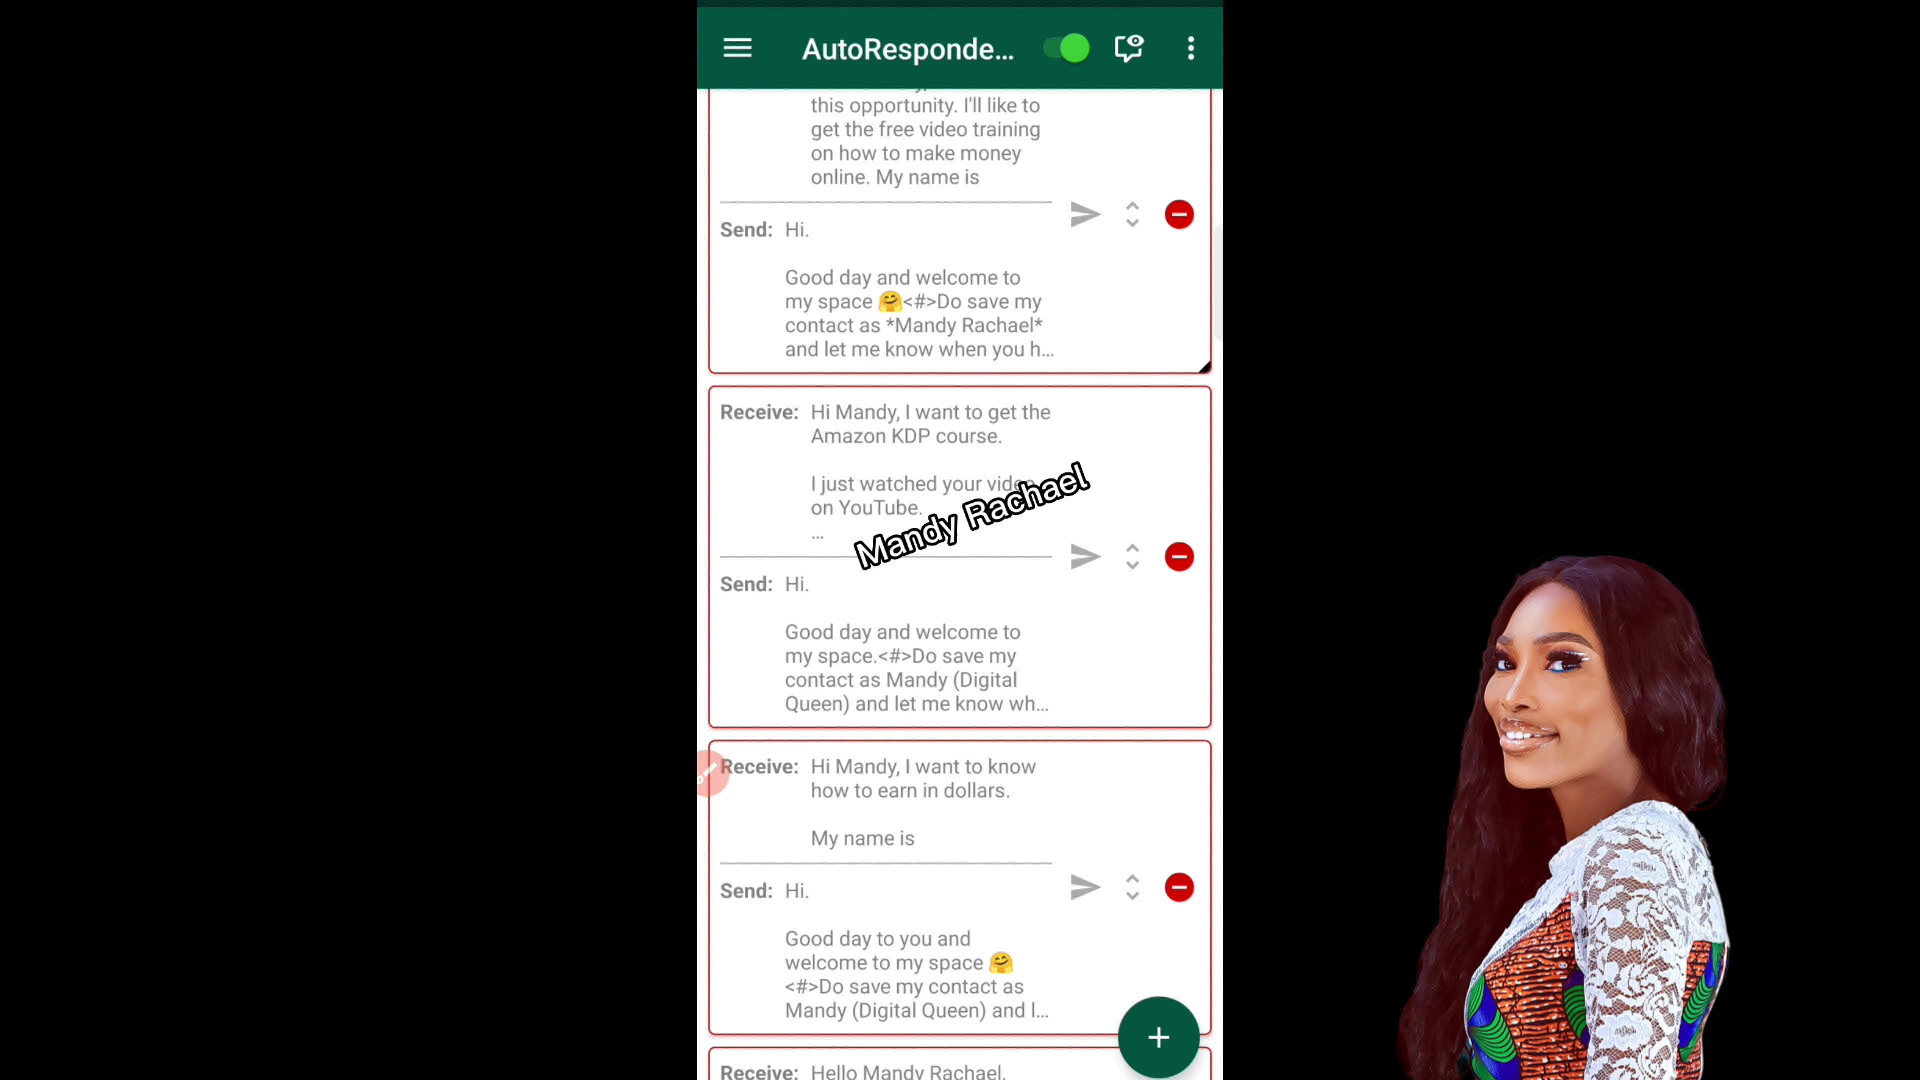 AutoResponde...
this opportunity. I'll like to
get the free video training
on how to make money
online. My name is
Send: Hi.
Good day and welcome to
my space 🤗<#>Do save my
contact as *Mandy Rachael*
and let me know when you h...
Receive: Hi Mandy, I want to get the
Amazon KDP course.
I just watched your video
on YouTube.
...
Mandy Rachael
Send: Hi.
Good day and welcome to
my space.<#>Do save my
contact as Mandy (Digital
Queen) and let me know wh...
Receive: Hi Mandy, I want to know
how to earn in dollars.
My name is
Send: Hi.
Good day to you and
welcome to my space 🤗
<#>Do save my contact as
Mandy (Digital Queen) and l...
Receive: Hello Mandy Rachael.